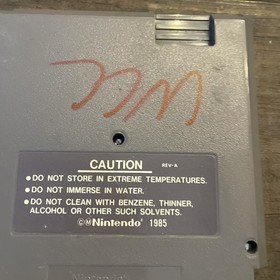 CAUTION REV-A
● DO NOT STORE IN EXTREME TEMPERATURES.
● DO NOT IMMERSE IN WATER.
● DO NOT CLEAN WITH BENZENE, THINNER,
ALCOHOL OR OTHER SUCH SOLVENTS.
©ⓂNintendo 1985